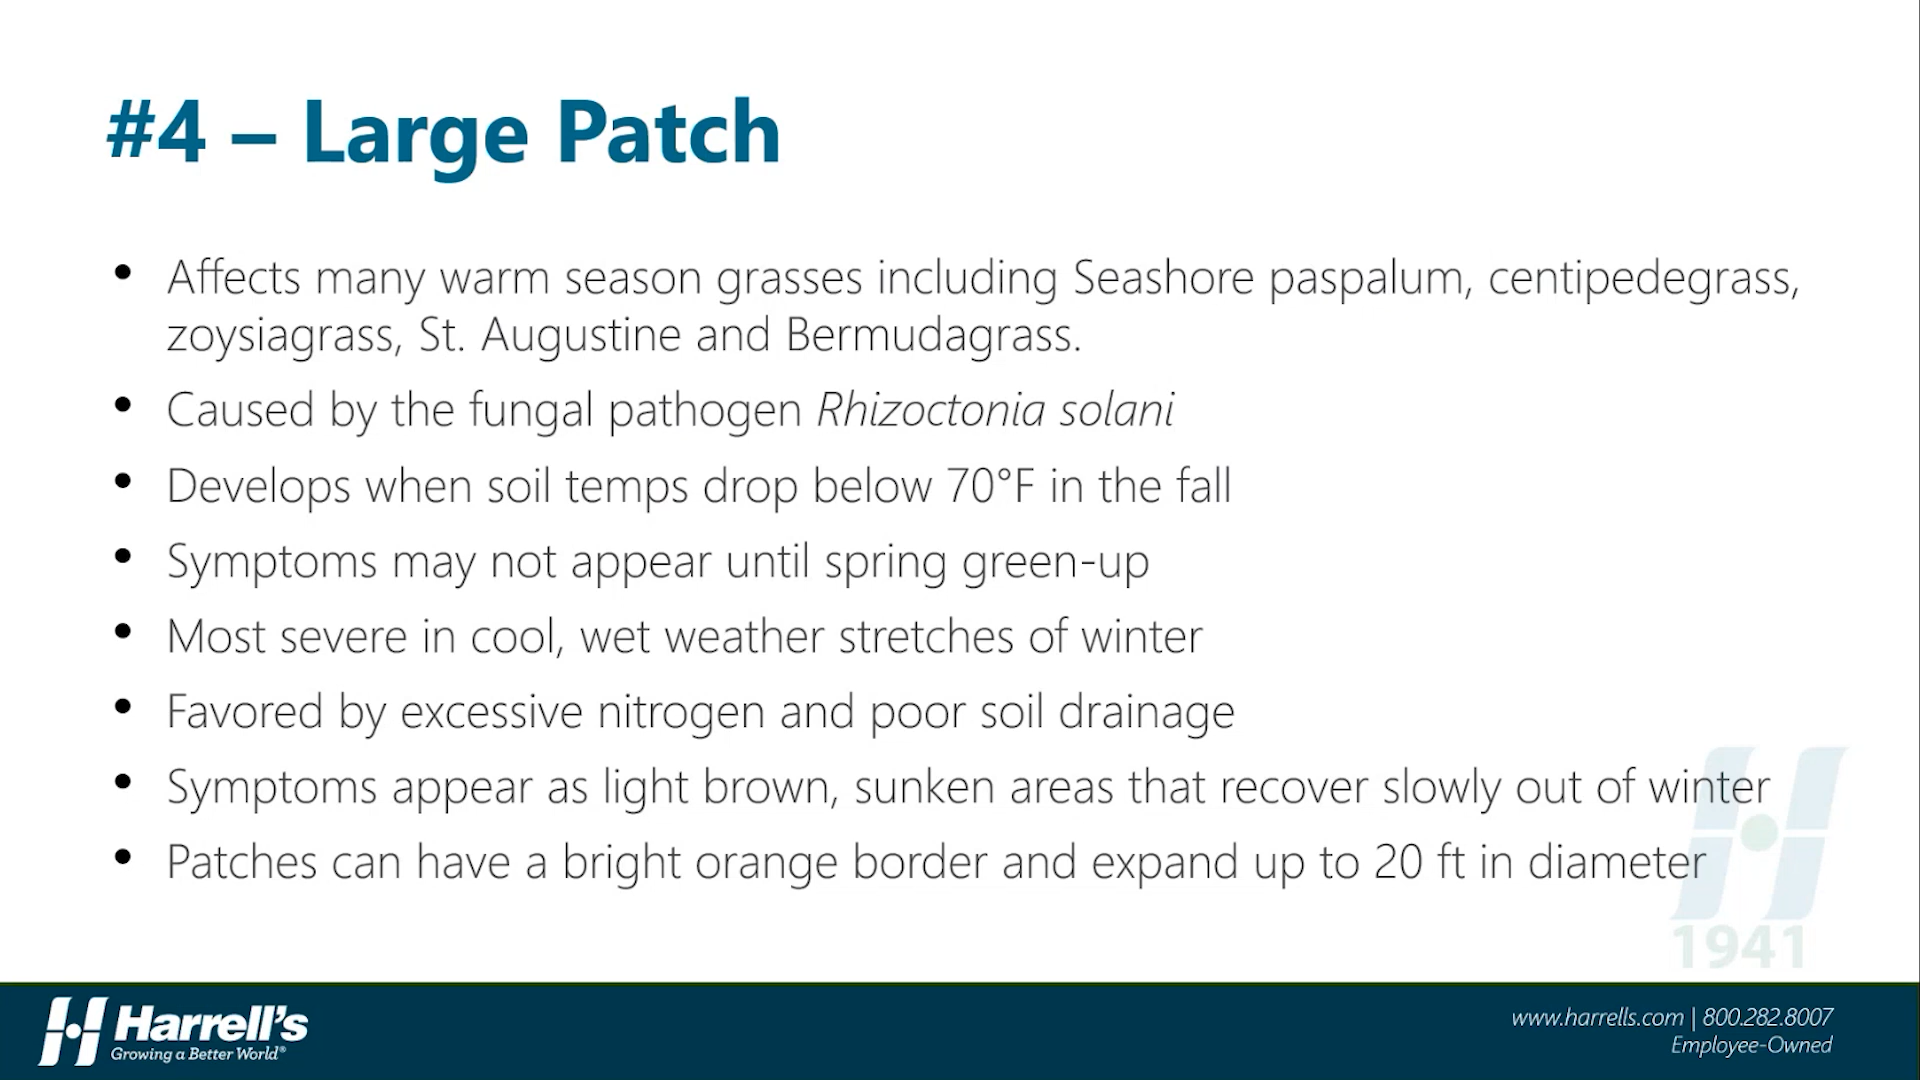 #4 – Large Patch
• Affects many warm season grasses including Seashore paspalum, centipedegrass,
zoysiagrass, St. Augustine and Bermudagrass.
• Caused by the fungal pathogen Rhizoctonia solani
• Develops when soil temps drop below 70°F in the fall
• Symptoms may not appear until spring green-up
• Most severe in cool, wet weather stretches of winter
• Favored by excessive nitrogen and poor soil drainage
• Symptoms appear as light brown, sunken areas that recover slowly out of winter
• Patches can have a bright orange border and expand up to 20 ft in diameter
H
1941
H Harrell's
Growing a Better World®
www.harrells.com | 800.282.8007
Employee-Owned